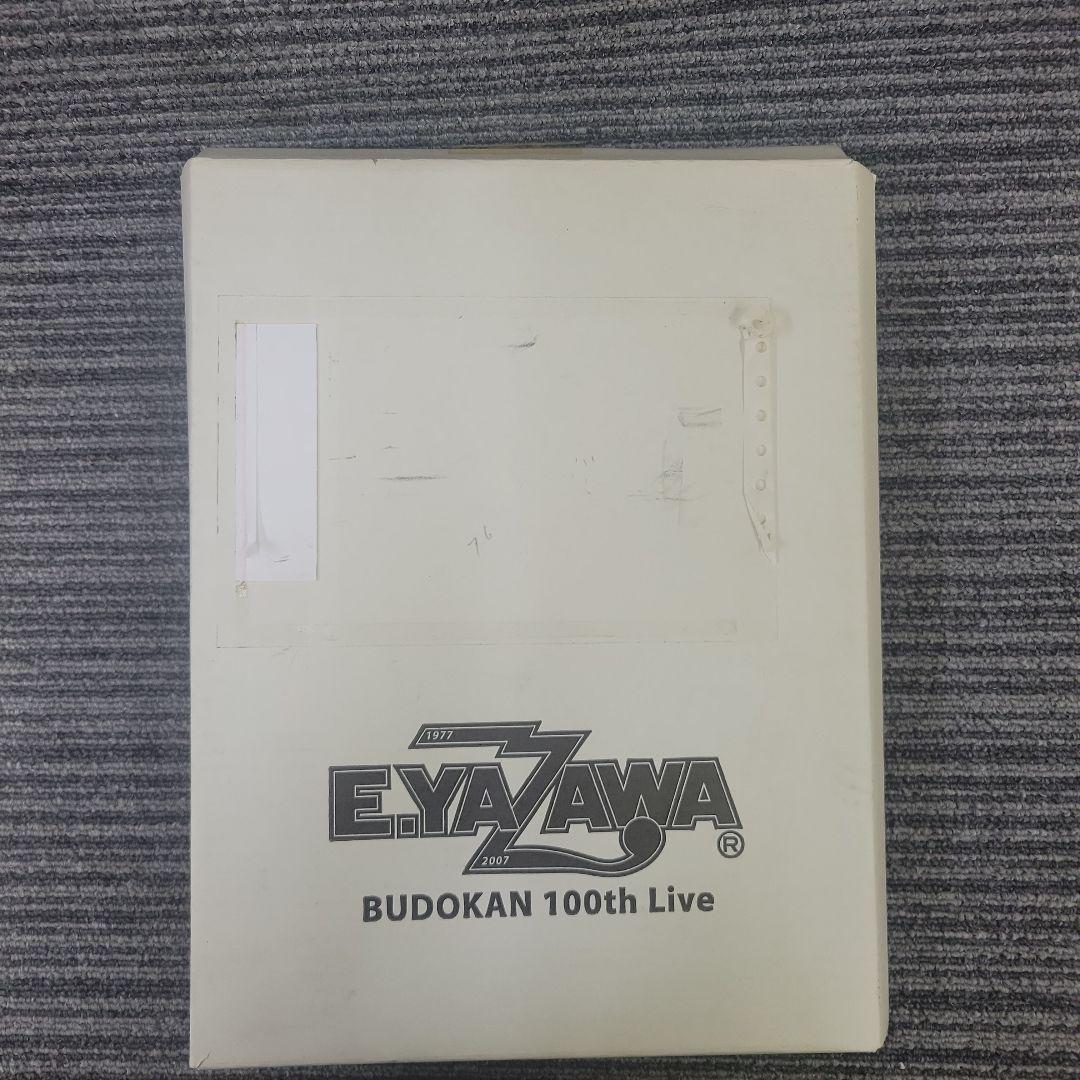 1977
E.YAZAWA®
2007
BUDOKAN 100th Live